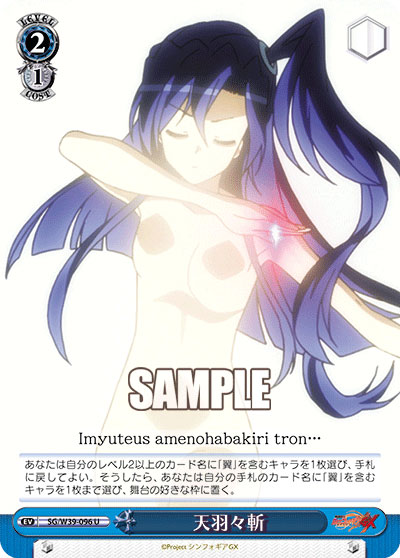 LEVEL
2
1
COST
SAMPLE
Imyuteus amenohabakiri tron…
あなたは自分のレベル2以上のカード名に「翼」を含むキャラを1枚選び、手札
に戻してよい。そうしたら、あなたは自分の手札のカード名に「翼」を含むキャ
ラを1枚まで選び、舞台の好きな枠に置く。
EV
SG/W39-096 U
天羽々斬
©Project シンフォギアGX